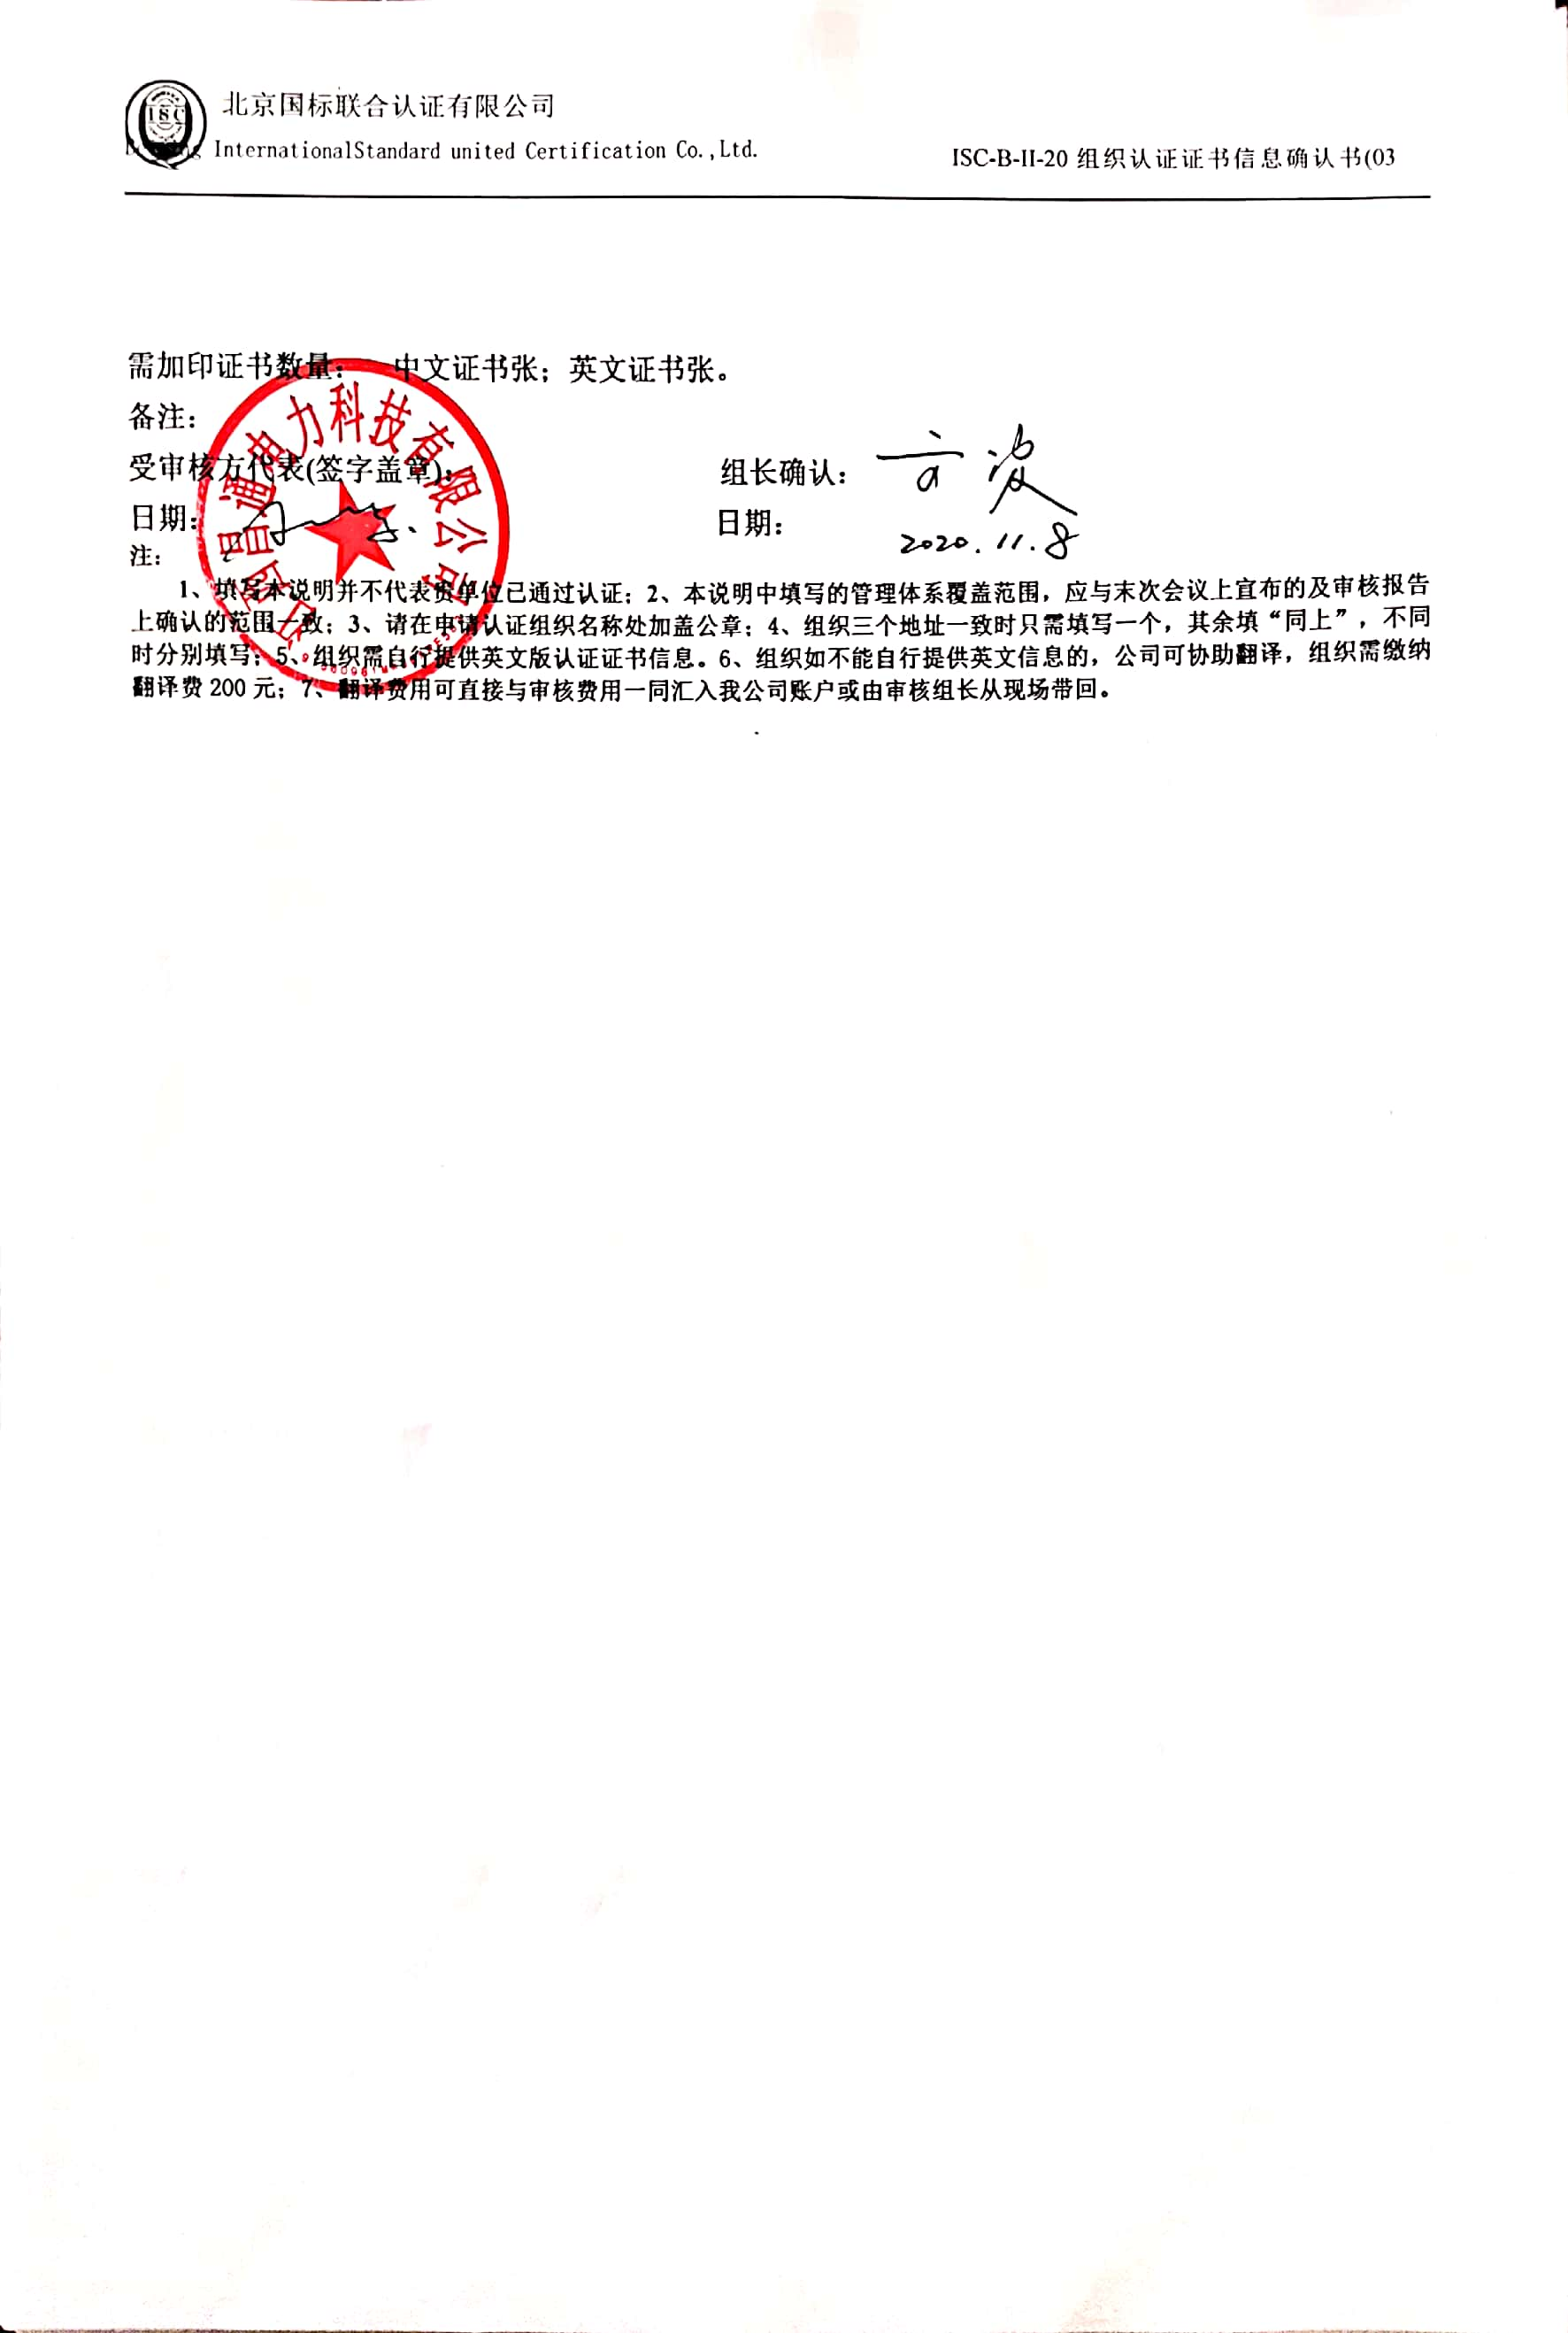 北京国标联合认证有限公司
InternationalStandard united Certification Co.,Ltd.
ISC-B-II-20 组织认证证书信息确认书(03
需加印证书数量: 中文证书张；英文证书张。
备注：
受审核方代表(签字盖章)：
组长确认：
日期：
日期：
2020.11.8
注：
1、填写本说明并不代表贵单位已通过认证；2、本说明中填写的管理体系覆盖范围，应与末次会议上宣布的及审核报告
上确认的范围一致；3、请在申请认证组织名称处加盖公章；4、组织三个地址一致时只需填写一个，其余填“同上”，不同
时分别填写；5、组织需自行提供英文版认证证书信息。6、组织如不能自行提供英文信息的，公司可协助翻译，组织需缴纳
翻译费 200 元；7、翻译费用可直接与审核费用一同汇入我公司账户或由审核组长从现场带回。
昌通电力科技有限公司
ISC